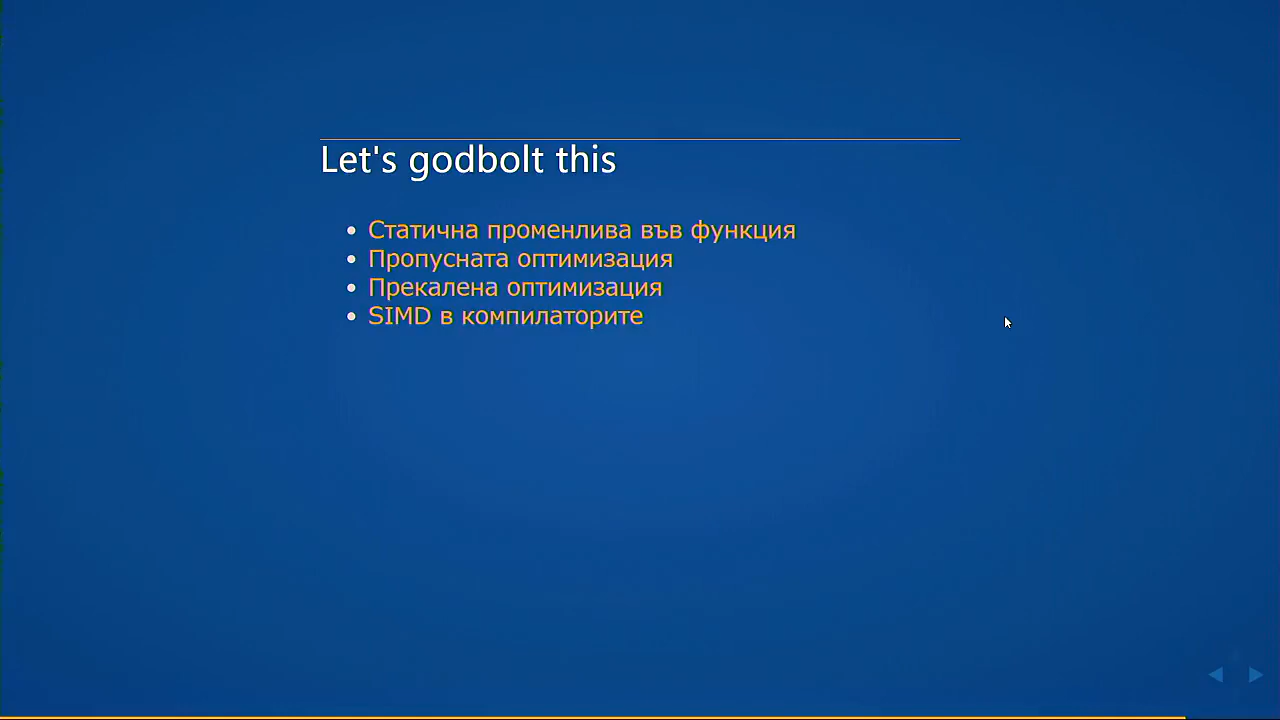 Let's godbolt this
Статична променлива във функция
Пропусната оптимизация
Прекалена оптимизация
SIMD в компилаторите